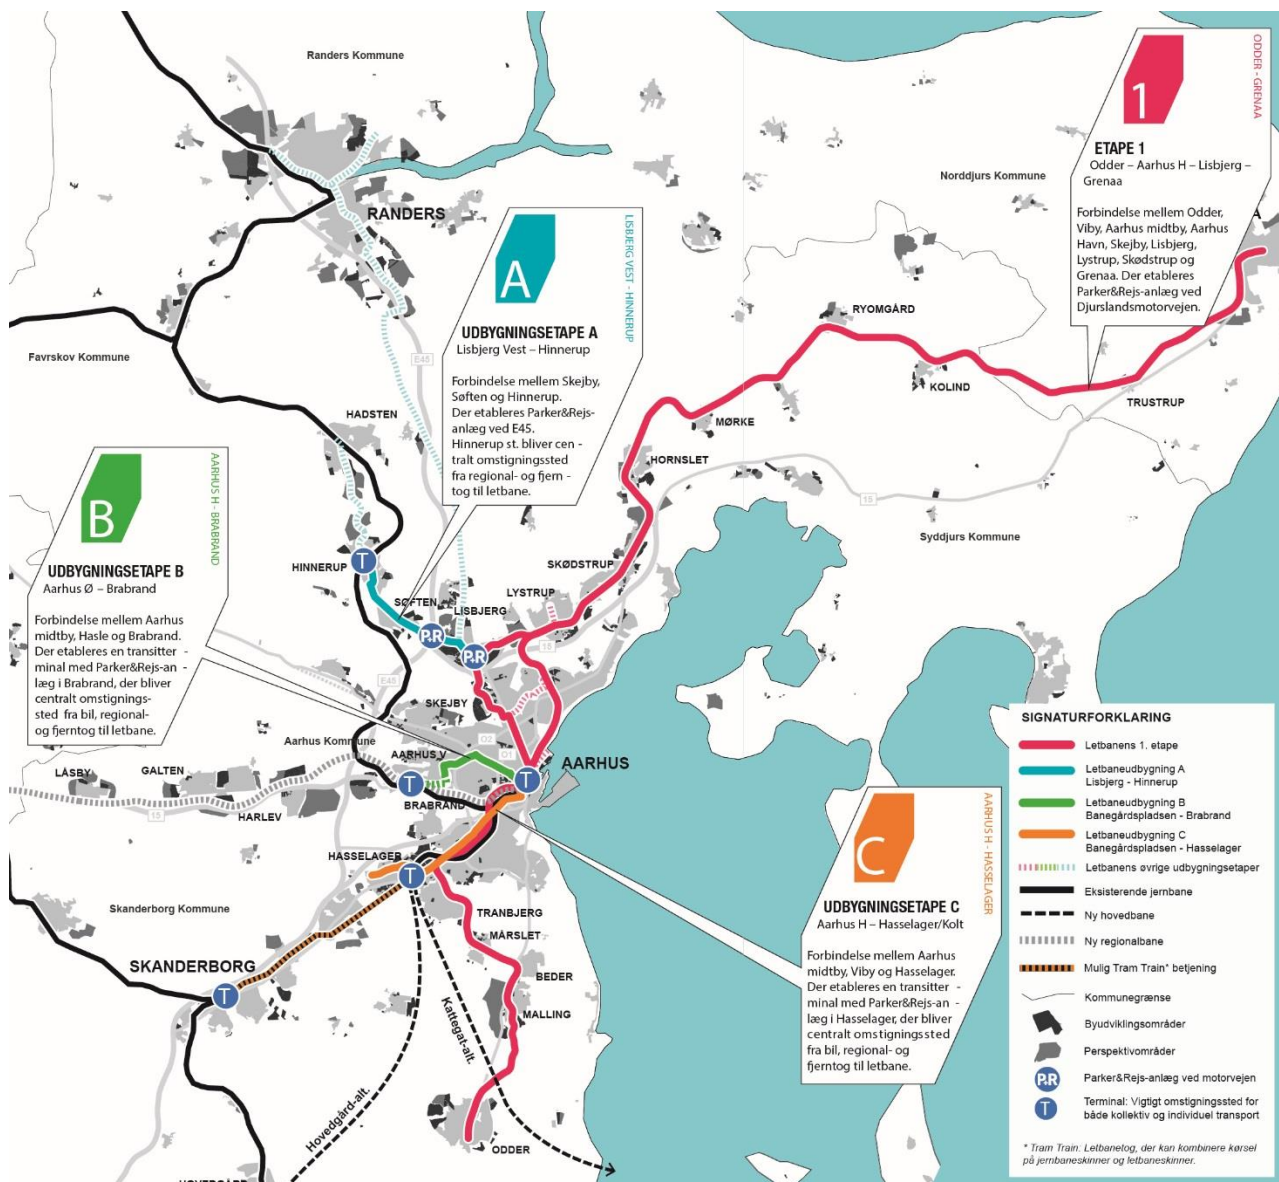 Randers Kommune
RANDERS
Favrskov Kommune
E45
HADSTEN
HINNERUP
SØFTEN
LISBJERG
P+R
P+R
T
LYSTRUP
SKØDSTRUP
HORNSLET
MØRKE
RYOMGÅRD
KOLIND
TRUSTRUP
Norddjurs Kommune
Syddjurs Kommune
15
15
E45
SKEJBY
O2
O1
Aarhus Kommune
AARHUS V
AARHUS
T
T
BRABRAND
LÅSBY
GALTEN
HARLEV
15
HASSELAGER
T
Skanderborg Kommune
SKANDERBORG
T
TRANBJERG
MÅRSLET
BEDER
MALLING
ODDER
Hovedgård-alt.
Kattegat-alt.
1
ODDER - GRENAA
ETAPE 1
Odder – Aarhus H – Lisbjerg –
Grenaa
Forbindelse mellem Odder,
Viby, Aarhus midtby, Aarhus
Havn, Skejby, Lisbjerg,
Lystrup, Skødstrup og
Grenaa. Der etableres
Parker&Rejs-anlæg ved
Djurslandsmotorvejen.
A
LISBJERG VEST - HINNERUP
UDBYGNINGSETAPE A
Lisbjerg Vest – Hinnerup
Forbindelse mellem Skejby,
Søften og Hinnerup.
Der etableres Parker&Rejs-
anlæg ved E45.
Hinnerup st. bliver cen -
tralt omstigningssted
fra regional- og fjern -
tog til letbane.
B
AARHUS H - BRABRAND
UDBYGNINGSETAPE B
Aarhus Ø – Brabrand
Forbindelse mellem Aarhus
midtby, Hasle og Brabrand.
Der etableres en transitter -
minal med Parker&Rejs-an -
læg i Brabrand, der bliver
centralt omstignings-
sted fra bil, regional-
og fjerntog til letbane.
C
AARHUS H - HASSELAGER
UDBYGNINGSETAPE C
Aarhus H – Hasselager/Kolt
Forbindelse mellem Aarhus
midtby, Viby og Hasselager.
Der etableres en transitter -
minal med Parker&Rejs-an -
læg i Hasselager, der bliver
centralt omstigningssted
fra bil, regional- og
fjerntog til letbane.
SIGNATURFORKLARING
Letbanens 1. etape
Letbaneudbygning A
Lisbjerg - Hinnerup
Letbaneudbygning B
Banegårdspladsen - Brabrand
Letbaneudbygning C
Banegårdspladsen - Hasselager
Letbanens øvrige udbygningsetaper
Eksisterende jernbane
Ny hovedbane
Ny regionalbane
Mulig Tram Train* betjening
Kommunegrænse
Byudviklingsområder
Perspektivområder
P+R Parker&Rejs-anlæg ved motorvejen
T Terminal: Vigtigt omstigningssted for
både kollektiv og individuel transport
* Tram Train: Letbanetog, der kan kombinere kørsel
på jernbaneskinner og letbaneskinner.